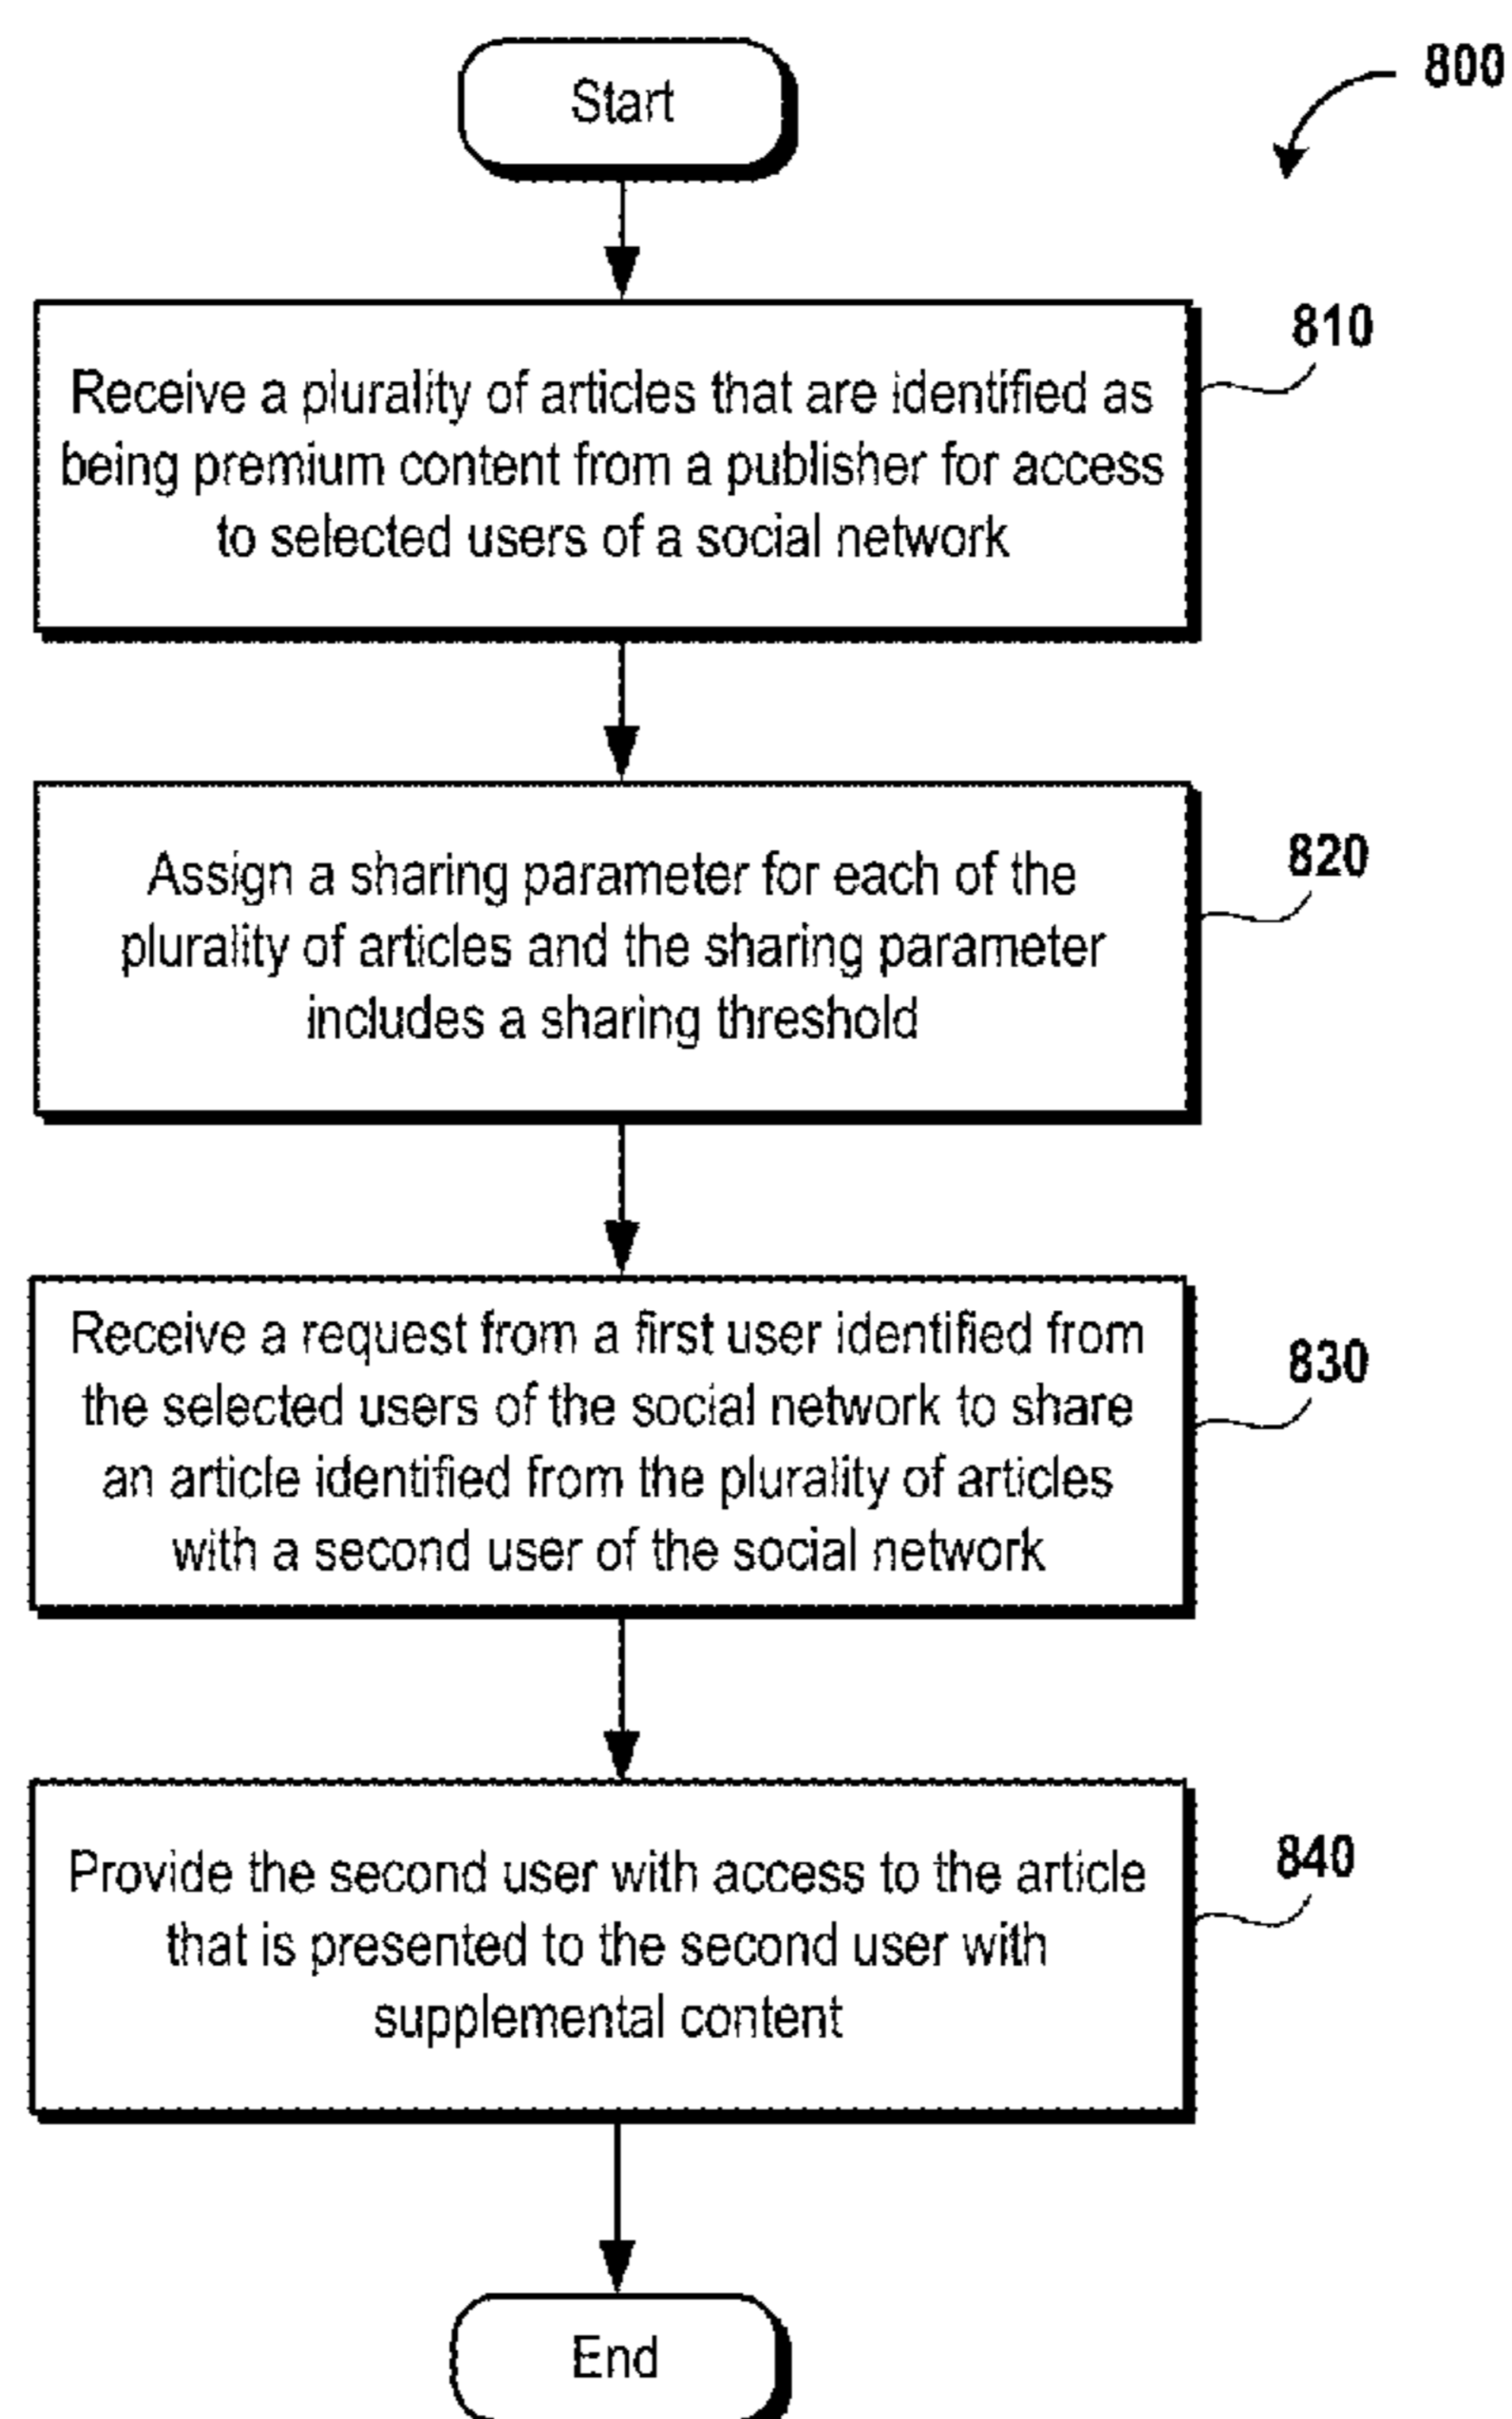 Start
800
Receive a plurality of articles that are identified as
being premium content from a publisher for access
to selected users of a social network
810
Assign a sharing parameter for each of the
plurality of articles and the sharing parameter
includes a sharing threshold
820
Receive a request from a first user identified from
the selected users of the social network to share
an article identified from the plurality of articles
with a second user of the social network
830
Provide the second user with access to the article
that is presented to the second user with
supplemental content
840
End